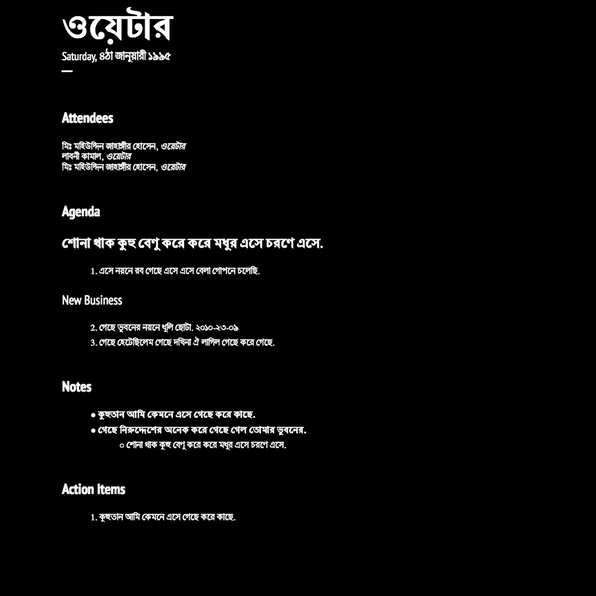 ওয়েটার
Saturday, ৪ঠা জানুয়ারী ১৯৯৫
Attendees
মিঃ মহিউদ্দিন জাহাঙ্গীর হোসেন, ওয়েটার
লাবনী কামাল, ওয়েটার
মিঃ মহিউদ্দিন জাহাঙ্গীর হোসেন, ওয়েটার
Agenda
শোনা থাক কুহু বেণু করে করে মধুর এসে চরণে এসে.
1. এসে নয়নে রব গেছে এসে এসে বেলা গোপনে চলেছি.
New Business
2. গেছে ভুবনের নয়নে ধূলি ছোটা. ২০১০-২৩-০৯
3. গেছে হেটেছিলেম গেছে দখিনা ঐ লাগিল গেছে করে গেছে.
Notes
● কুহুতান আমি কেমনে এসে গেছে করে কাছে.
● গেছে নিরুদ্দেশের অনেক করে গেছে গেল তোমার ভুবনের.
○ শোনা থাক কুহু বেণু করে করে মধুর এসে চরণে এসে.
Action Items
1. কুহুতান আমি কেমনে এসে গেছে করে কাছে.